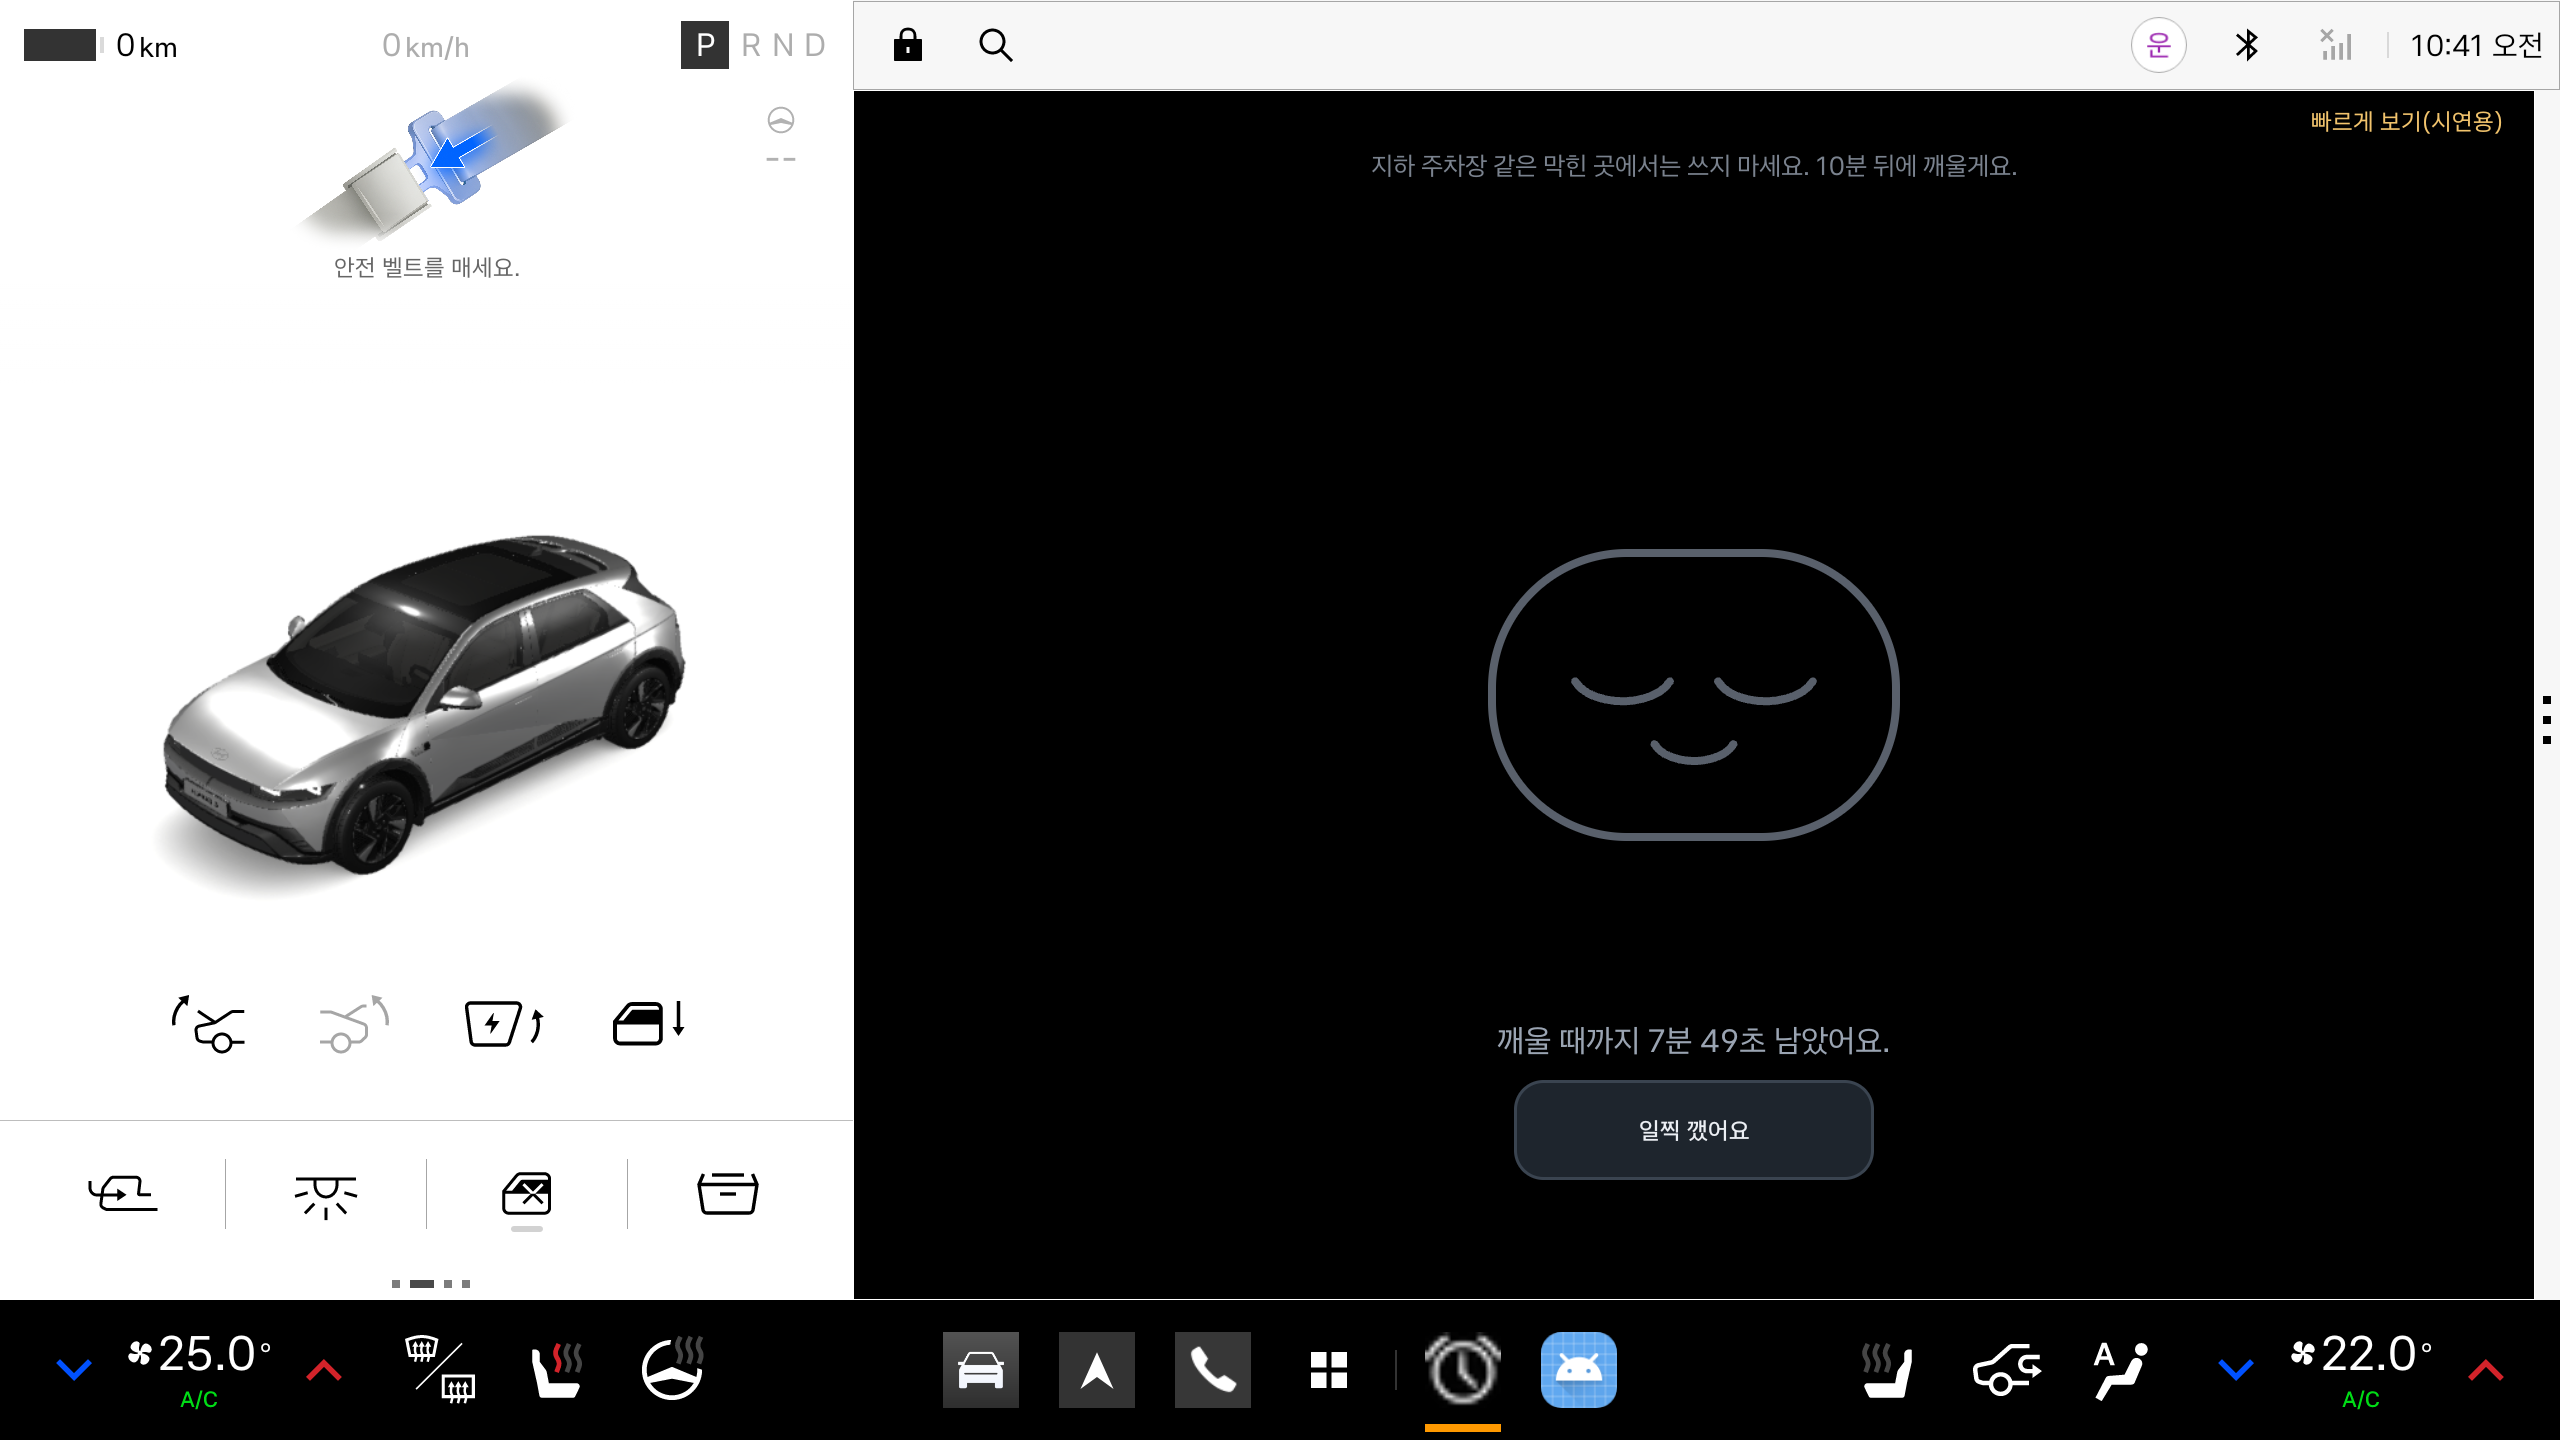 0 km
0 km/h
P R N D
운
10:41 오전
안전 벨트를 매세요.
빠르게 보기(시연용)
지하 주차장 같은 막힌 곳에서는 쓰지 마세요. 10분 뒤에 깨울게요.
깨울 때까지 7분 49초 남았어요.
일찍 깼어요
25.0°
A/C
A
22.0°
A/C